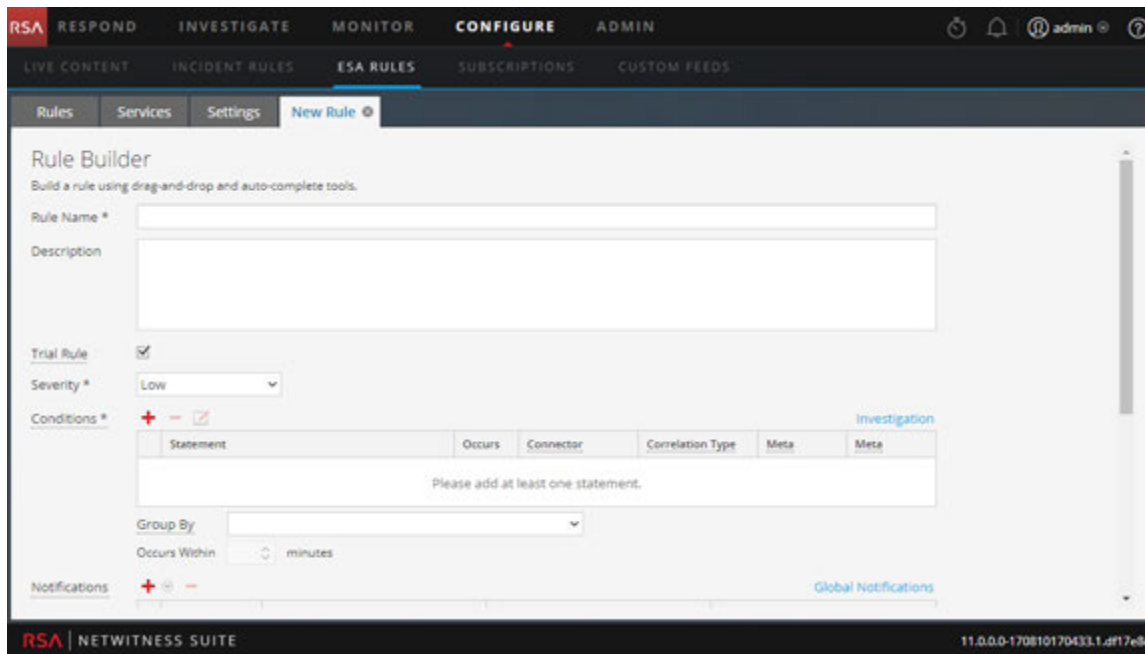 RSA RESPOND INVESTIGATE MONITOR CONFIGURE ADMIN admin
LIVE CONTENT INCIDENT RULES ESA RULES SUBSCRIPTIONS CUSTOM FEEDS
Rules Services Settings New Rule
Rule Builder
Build a rule using drag-and-drop and auto-complete tools.
Rule Name *
Description
Trial Rule
Severity * Low
Conditions * Investigation
Statement Occurs Connector Correlation Type Meta Meta
Please add at least one statement.
Group By
Occurs Within minutes
Notifications Global Notifications
RSA | NETWITNESS SUITE 11.0.0.0-170810170433.1.df17e8